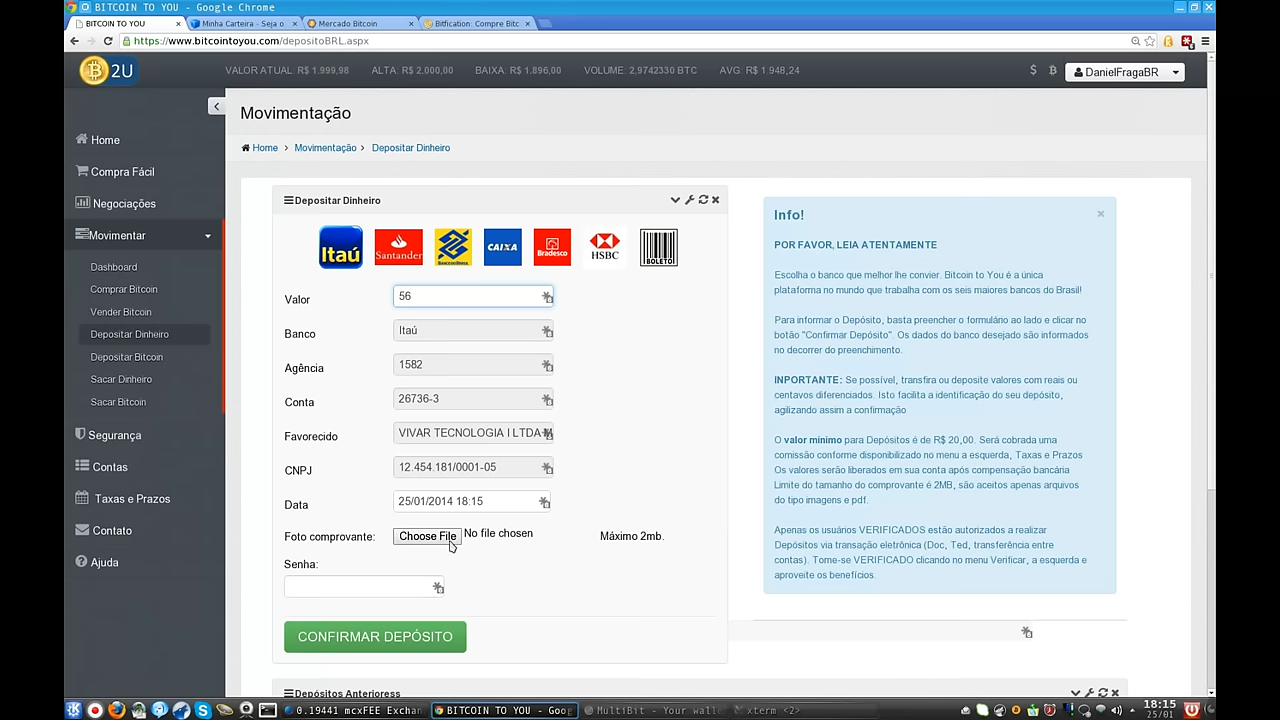 BITCOIN TO YOU - Google Chrome
BITCOIN TO YOU
Minha Carteira - Seja o
Mercado Bitcoin
Bitfication: Compre Bitc
https://www.bitcointoyou.com/depositoBRL.aspx
B 2U
VALOR ATUAL: R$ 1.999,98
ALTA: R$ 2.000,00
BAIXA: R$ 1.896,00
VOLUME: 2,9742330 BTC
AVG: R$ 1.948,24
$
DanielFragaBR
Home
Compra Fácil
Negociações
Movimentar
Dashboard
Comprar Bitcoin
Vender Bitcoin
Depositar Dinheiro
Depositar Bitcoin
Sacar Dinheiro
Sacar Bitcoin
Segurança
Contas
Taxas e Prazos
Contato
Ajuda
Movimentação
Home > Movimentação > Depositar Dinheiro
Depositar Dinheiro
Itaú
Santander
BANCO DO BRASIL
CAIXA
Bradesco
HSBC
BOLETO
Valor 56
Banco Itaú
Agência 1582
Conta 26736-3
Favorecido VIVAR TECNOLOGIA I LTDA
CNPJ 12.454.181/0001-05
Data 25/01/2014 18:15
Foto comprovante: Choose File No file chosen Máximo 2mb.
Senha:
CONFIRMAR DEPÓSITO
Info!
POR FAVOR, LEIA ATENTAMENTE
Escolha o banco que melhor lhe convier. Bitcoin to You é a única
plataforma no mundo que trabalha com os seis maiores bancos do Brasil!
Para informar o Depósito, basta preencher o formulário ao lado e clicar no
botão "Confirmar Depósito". Os dados do banco desejado são informados
no decorrer do preenchimento.
IMPORTANTE: Se possível, transfira ou deposite valores com reais ou
centavos diferenciados. Isto facilita a identificação do seu depósito,
agilizando assim a confirmação
O valor mínimo para Depósitos é de R$ 20,00. Será cobrada uma
comissão conforme disponibilizado no menu a esquerda, Taxas e Prazos
Os valores serão liberados em sua conta após compensação bancária
Limite do tamanho do comprovante é 2MB, são aceitos apenas arquivos
do tipo imagens e pdf.
Apenas os usuários VERIFICADOS estão autorizados a realizar
Depósitos via transação eletrônica (Doc, Ted, transferência entre
contas). Torne-se VERIFICADO clicando no menu Verificar, a esquerda e
aproveite os benefícios.
Depósitos Anterioress
0.19441 mcxFEE Exchan
BITCOIN TO YOU - Goog
MultiBit - Your walle
xterm <2>
18:15
25/01